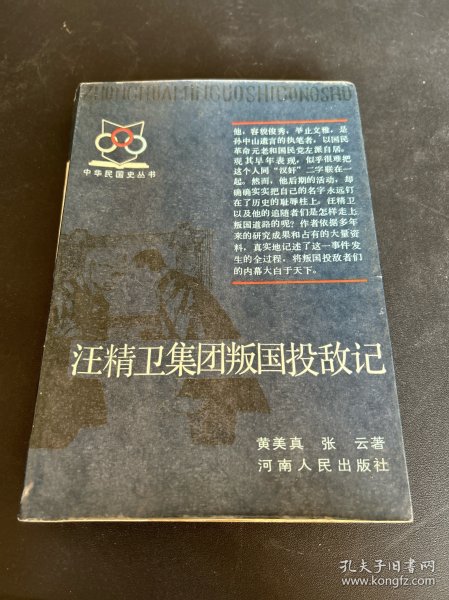 ZHONGHUAMINGUOSHICONGSHU
中华民国史丛书
他，容貌俊秀，举止文雅，是
孙中山遗言的执笔者，以国民
革命元老和国民党左派自居。
观其早年表现，似乎很难把
这个人同“汉奸”二字联在一
起。然而，他后期的活动，却
确确实实把自己的名字永远钉
在了历史的耻辱柱上。汪精卫
以及他的追随者们是怎样走上
叛国道路的呢？作者依据多年
来的研究成果和占有的大量资
料，真实地记述了这一事件发
生的全过程，将叛国投敌者们
的内幕大白于天下。
汪精卫集团叛国投敌记
黄美真 张 云著
河南人民出版社
孔夫子旧书网
www.kongfz.com